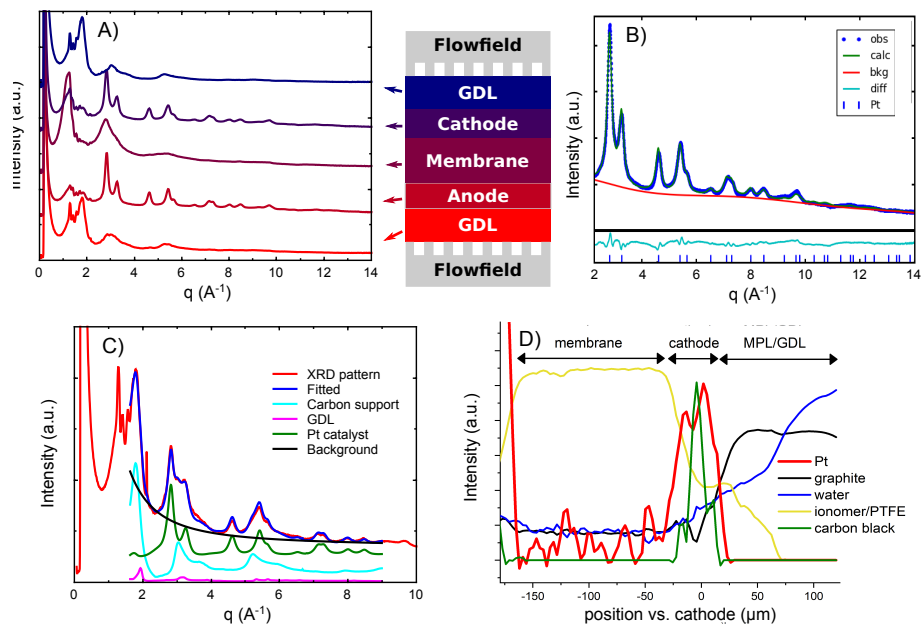 A)
Intensity (a.u.)
0 2 4 6 8 10 12 14
q (A⁻¹)
Flowfield
GDL
Cathode
Membrane
Anode
GDL
Flowfield
B)
obs
calc
bkg
diff
Pt
Intensity (a.u.)
2 4 6 8 10 12 14
q (A⁻¹)
C)
XRD pattern
Fitted
Carbon support
GDL
Pt catalyst
Background
Intensity (a.u.)
0 2 4 6 8 10
q (A⁻¹)
D)
membrane
cathode
MPL/GDL
Pt
graphite
water
ionomer/PTFE
carbon black
Intensity (a.u.)
-150 -100 -50 0 50 100
position vs. cathode (µm)